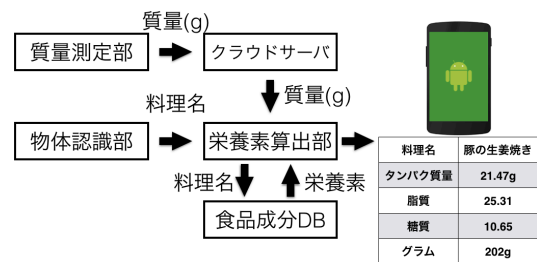 質量(g)
質量測定部
クラウドサーバ
質量(g)
料理名
物体認識部
栄養素算出部
料理名
栄養素
食品成分DB
料理名 豚の生姜焼き
タンパク質量 21.47g
脂質 25.31
糖質 10.65
グラム 202g